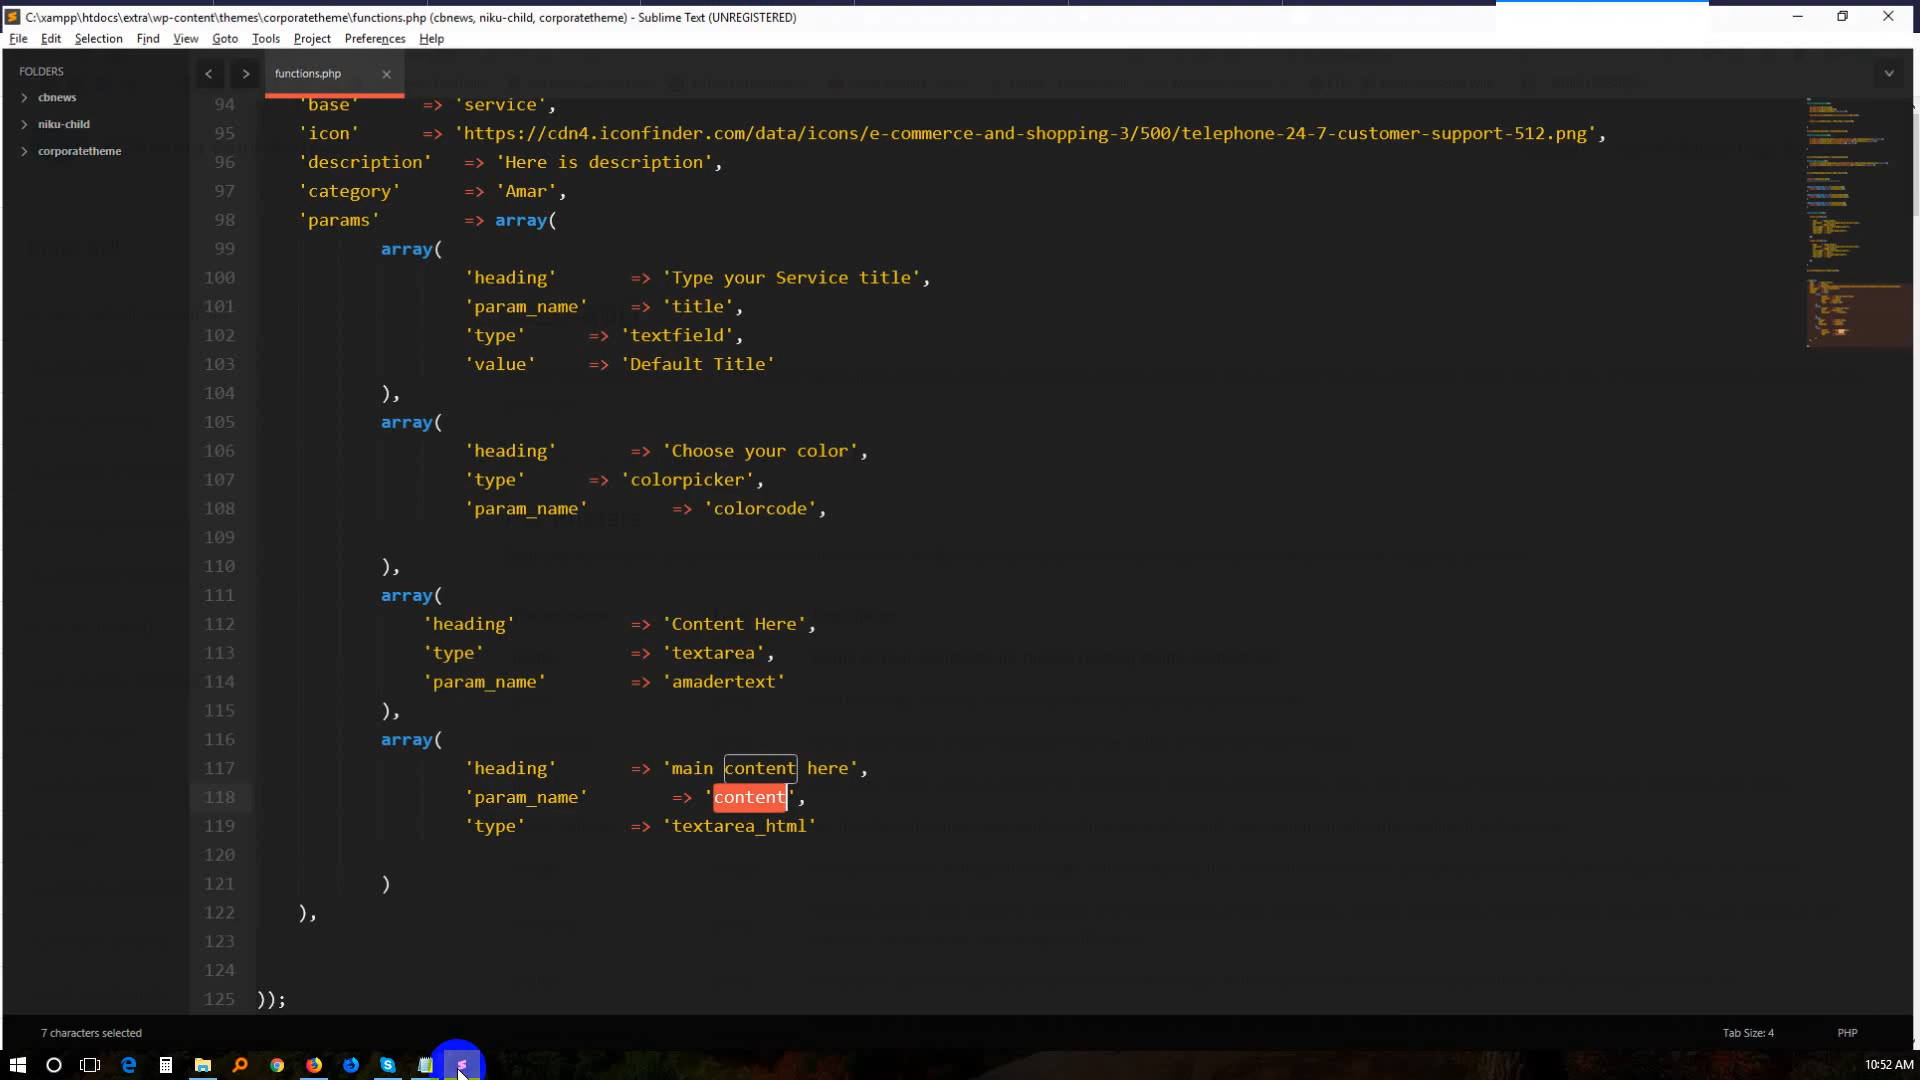 C:\xampp\htdocs\extra\wp-content\themes\corporatetheme\functions.php (cbnews, niku-child, corporatetheme) - Sublime Text (UNREGISTERED)
File Edit Selection Find View Goto Tools Project Preferences Help
FOLDERS
cbnews
niku-child
corporatetheme
functions.php
94 'base' => 'service',
95 'icon' => 'https://cdn4.iconfinder.com/data/icons/e-commerce-and-shopping-3/500/telephone-24-7-customer-support-512.png',
96 'description' => 'Here is description',
97 'category' => 'Amar',
98 'params' => array(
99 array(
100 'heading' => 'Type your Service title',
101 'param_name' => 'title',
102 'type' => 'textfield',
103 'value' => 'Default Title'
104 ),
105 array(
106 'heading' => 'Choose your color',
107 'type' => 'colorpicker',
108 'param_name' => 'colorcode',
109
110 ),
111 array(
112 'heading' => 'Content Here',
113 'type' => 'textarea',
114 'param_name' => 'amadertext'
115 ),
116 array(
117 'heading' => 'main content here',
118 'param_name' => 'content',
119 'type' => 'textarea_html'
120
121 )
122 ),
123
124
125 ));
7 characters selected Tab Size: 4 PHP
10:52 AM